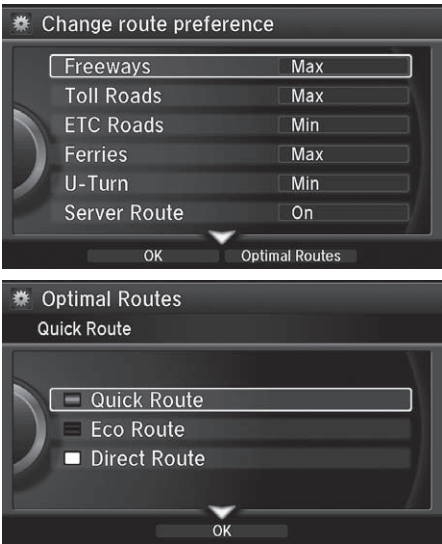 Change route preference
Freeways Max
Toll Roads Max
ETC Roads Min
Ferries Max
U-Turn Min
Server Route On
OK Optimal Routes
Optimal Routes
Quick Route
Quick Route
Eco Route
Direct Route
OK